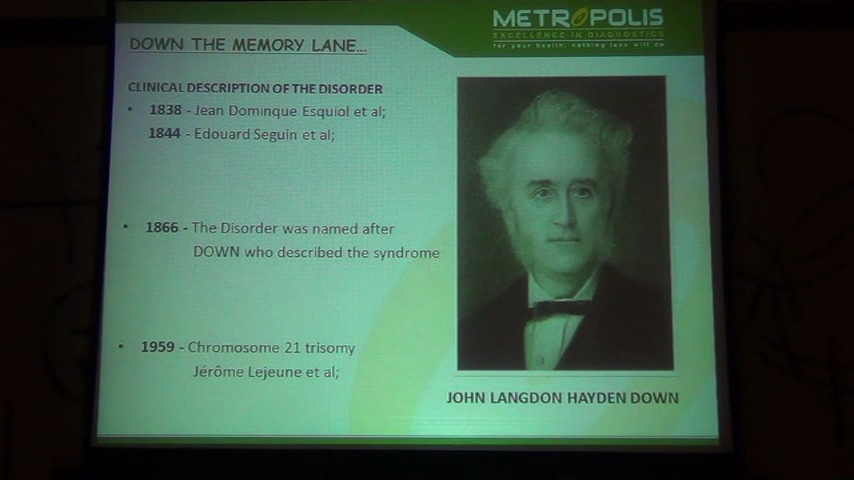 METROPOLIS
EXCELLENCE IN DIAGNOSTICS
for your health, nothing less will do
DOWN THE MEMORY LANE...
CLINICAL DESCRIPTION OF THE DISORDER
• 1838 - Jean Dominque Esquiol et al;
1844 - Edouard Seguin et al;
• 1866 - The Disorder was named after
DOWN who described the syndrome
• 1959 - Chromosome 21 trisomy
Jérôme Lejeune et al;
JOHN LANGDON HAYDEN DOWN